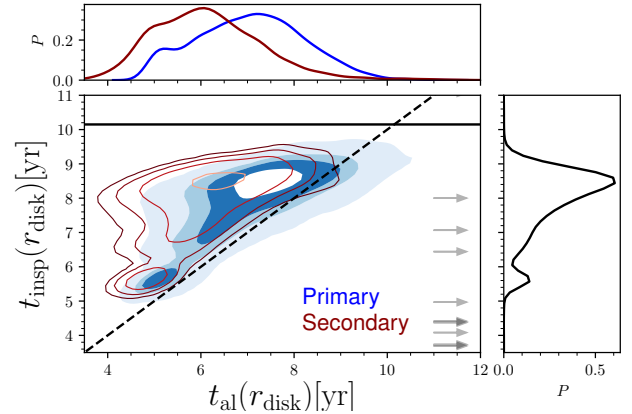 P
0.2
0.0
11
10
9
8
7
6
5
4
t_insp(r_disk)[yr]
Primary
Secondary
4 6 8 10 12
t_al(r_disk)[yr]
0.0 0.5
P